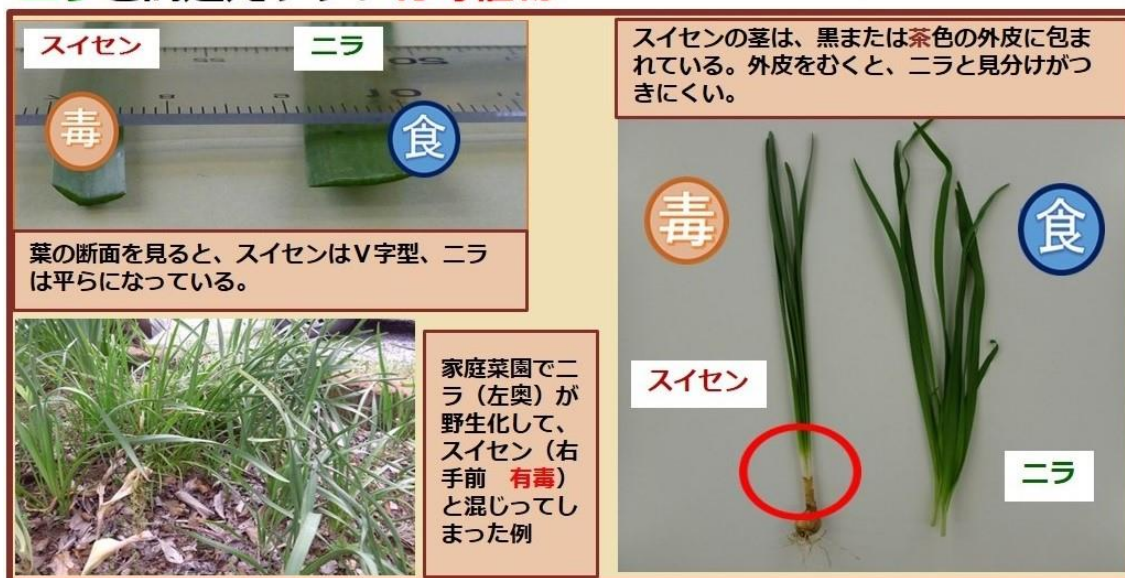 スイセン
ニラ
毒
食
葉の断面を見ると、スイセンはV字型、ニラ
は平らになっている。
家庭菜園でニ
ラ（左奥）が
野生化して、
スイセン（右
手前　有毒）
と混じってし
まった例
スイセンの茎は、黒または茶色の外皮に包ま
れている。外皮をむくと、ニラと見分けがつ
きにくい。
毒
食
スイセン
ニラ